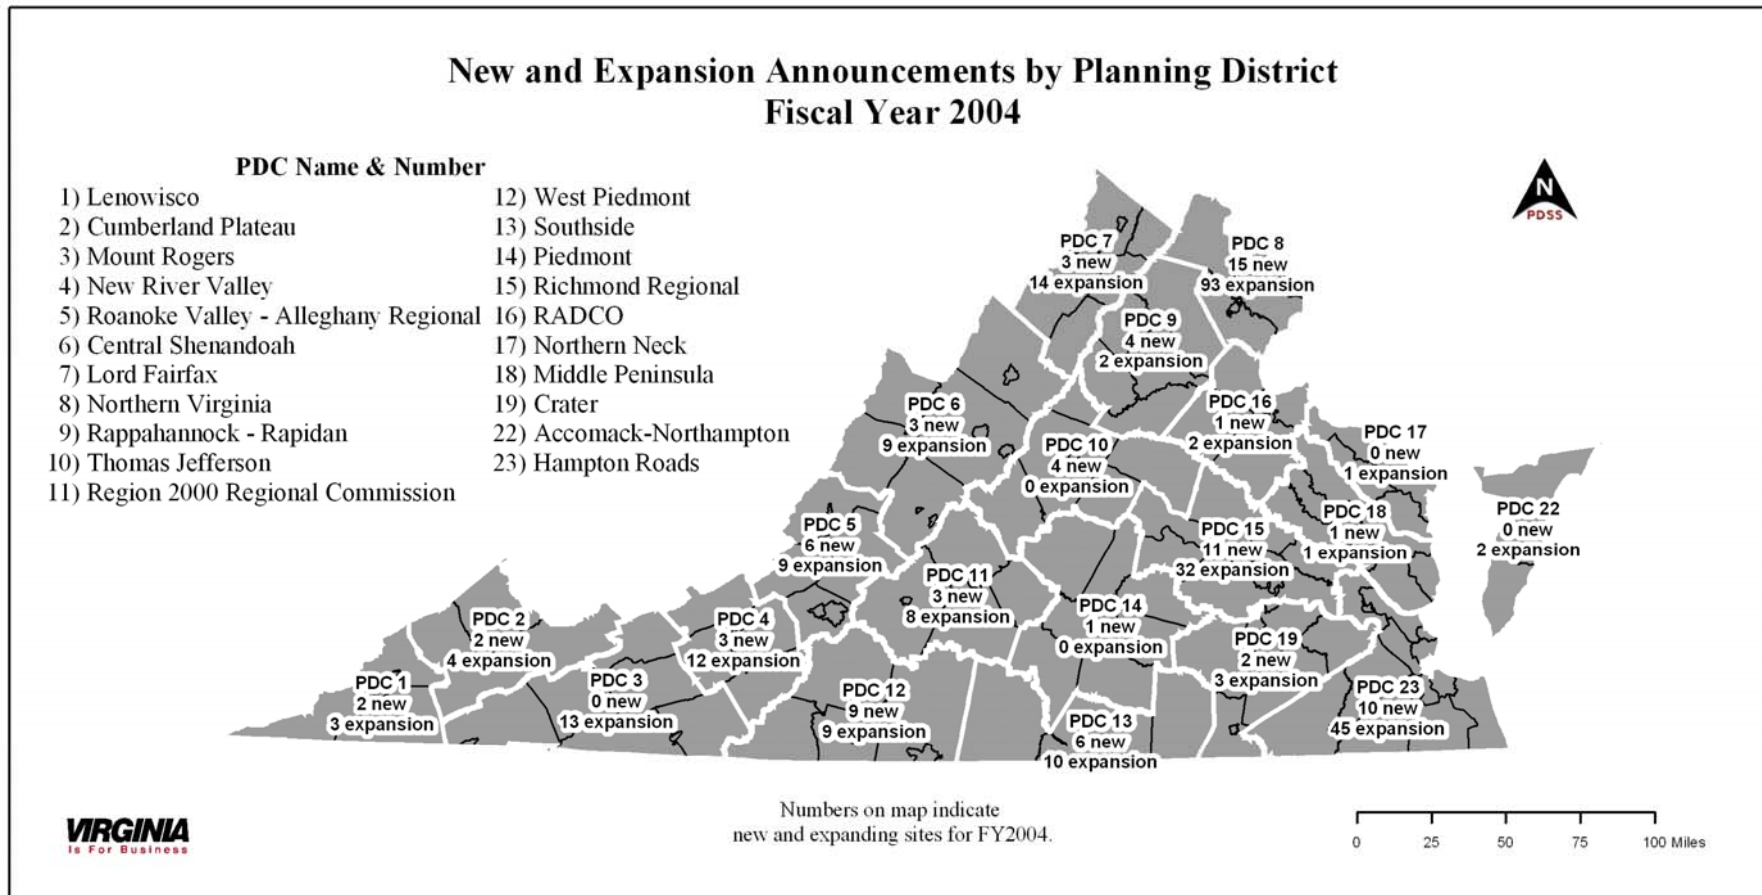 New and Expansion Announcements by Planning District
Fiscal Year 2004
PDC Name & Number
1) Lenowisco
2) Cumberland Plateau
3) Mount Rogers
4) New River Valley
5) Roanoke Valley - Alleghany Regional
6) Central Shenandoah
7) Lord Fairfax
8) Northern Virginia
9) Rappahannock - Rapidan
10) Thomas Jefferson
11) Region 2000 Regional Commission
12) West Piedmont
13) Southside
14) Piedmont
15) Richmond Regional
16) RADCO
17) Northern Neck
18) Middle Peninsula
19) Crater
22) Accomack-Northampton
23) Hampton Roads
N
PDSS
PDC 7
3 new
14 expansion
PDC 8
15 new
93 expansion
PDC 9
4 new
2 expansion
PDC 6
3 new
9 expansion
PDC 16
1 new
2 expansion
PDC 10
4 new
0 expansion
PDC 17
0 new
1 expansion
PDC 5
6 new
9 expansion
PDC 15
11 new
32 expansion
PDC 18
1 new
1 expansion
PDC 22
0 new
2 expansion
PDC 11
3 new
8 expansion
PDC 14
1 new
0 expansion
PDC 2
2 new
4 expansion
PDC 4
3 new
12 expansion
PDC 19
2 new
3 expansion
PDC 1
2 new
3 expansion
PDC 3
0 new
13 expansion
PDC 12
9 new
9 expansion
PDC 13
6 new
10 expansion
PDC 23
10 new
45 expansion
VIRGINIA
Is For Business
Numbers on map indicate
new and expanding sites for FY2004.
0 25 50 75 100 Miles